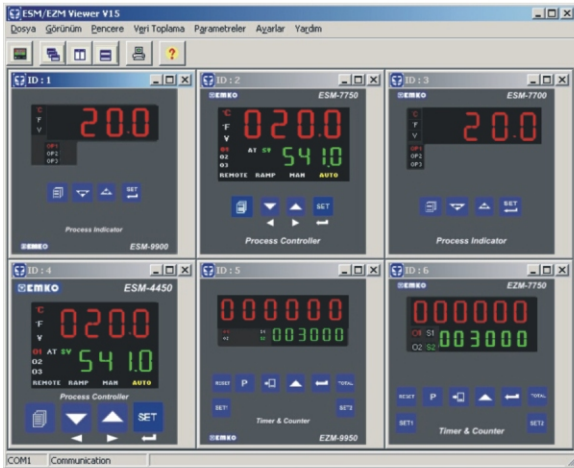 ESM/EZM Viewer V1.5
Dosya Görünüm Pencere Veri Toplama Parametreler Ayarlar Yardım
?
ID : 1
°C
°F
V
20.0
OP1
OP2
OP3
SET
Process Indicator
EMKO ESM-9900
ID : 2
EMKO ESM-7750
°C
°F
V
020.0
O1 AT SV
O2
O3
541.0
REMOTE RAMP MAN AUTO
SET
Process Controller
ID : 3
EMKO ESM-7700
°C
°F
V
20.0
OP1
OP2
OP3
SET
Process Indicator
ID : 4
EMKO ESM-4450
°C
°F
V
020.0
O1 AT SV
O2
O3
541.0
REMOTE RAMP MAN AUTO
Process Controller
SET
ID : 5
000000
003000
RESET P TOTAL
SET1 SET2
Timer & Counter
EMKO EZM-9950
ID : 6
EMKO EZM-7750
000000
O1 S1
O2 S2
003000
RESET P TOTAL
SET1 SET2
Timer & Counter
COM1 Communication